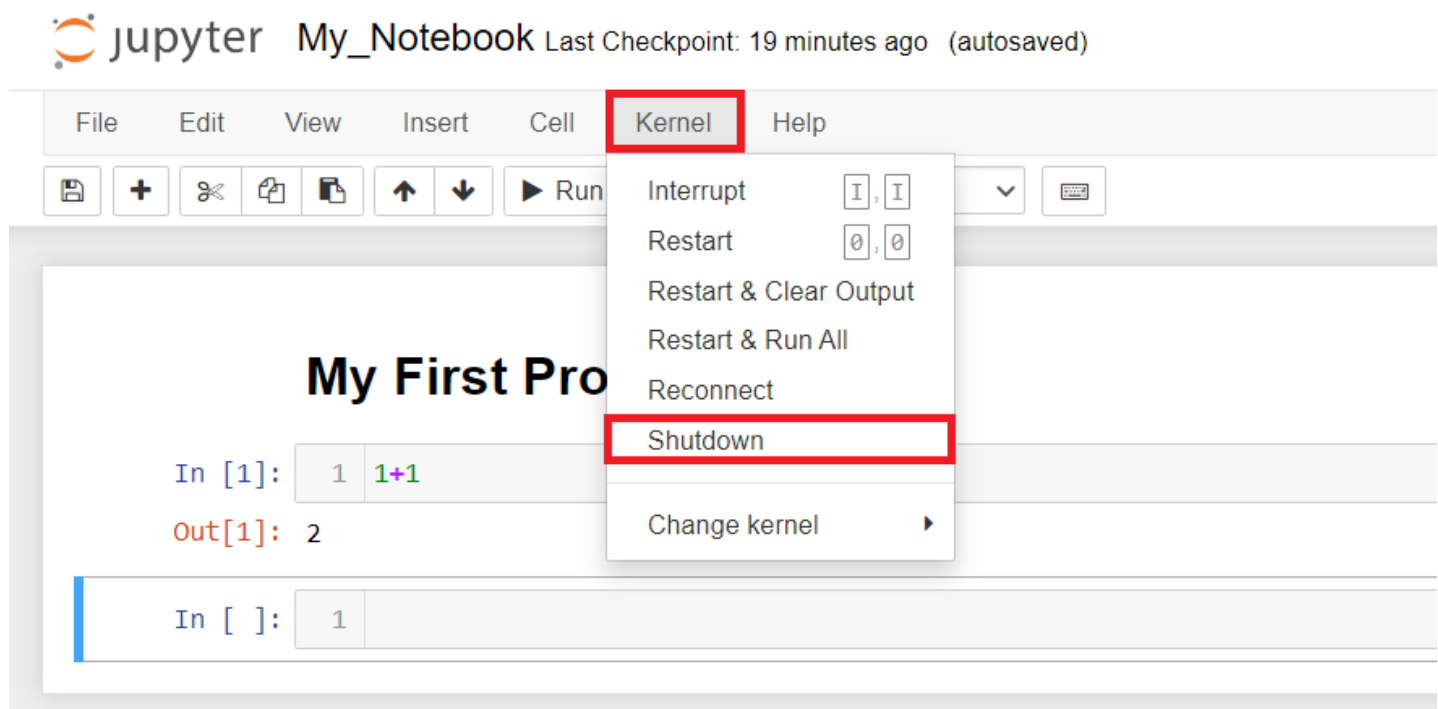 jupyter My_Notebook Last Checkpoint: 19 minutes ago (autosaved)
File Edit View Insert Cell Kernel Help
Run
Interrupt I,I
Restart 0,0
Restart & Clear Output
Restart & Run All
Reconnect
Shutdown
Change kernel
My First Pro
In [1]: 1 1+1
Out[1]: 2
In [ ]: 1